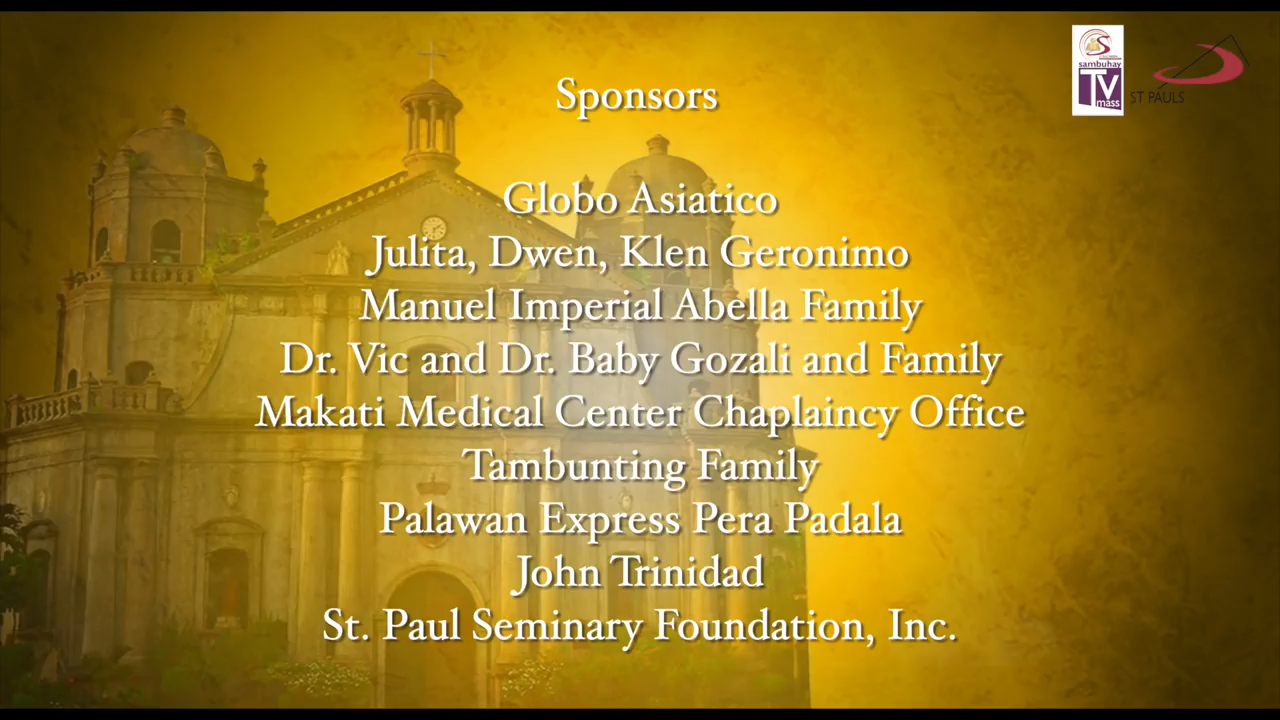 sambuhay
TV
mass
ST PAULS
Sponsors
Globo Asiatico
Julita, Dwen, Klen Geronimo
Manuel Imperial Abella Family
Dr. Vic and Dr. Baby Gozali and Family
Makati Medical Center Chaplaincy Office
Tambunting Family
Palawan Express Pera Padala
John Trinidad
St. Paul Seminary Foundation, Inc.